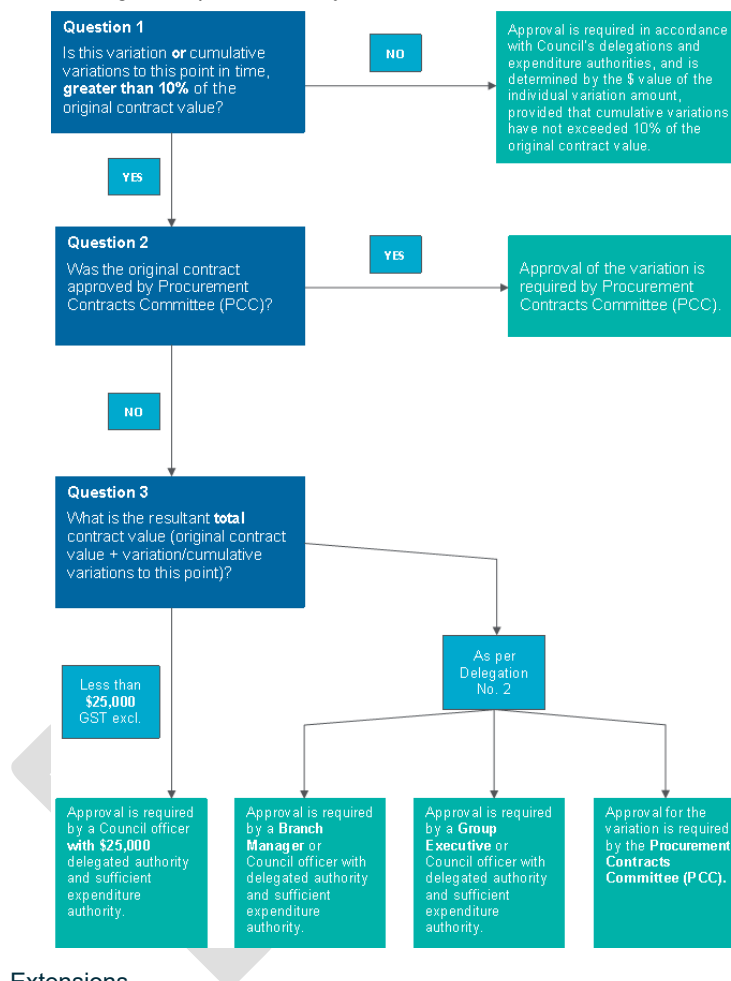 Question 1
Is this variation or cumulative
variations to this point in time,
greater than 10% of the
original contract value?
NO
Approval is required in accordance
with Council's delegations and
expenditure authorities, and is
determined by the $ value of the
individual variation amount,
provided that cumulative variations
have not exceeded 10% of the
original contract value.
YES
Question 2
Was the original contract
approved by Procurement
Contracts Committee (PCC)?
YES
Approval of the variation is
required by Procurement
Contracts Committee (PCC).
NO
Question 3
What is the resultant total
contract value (original contract
value + variation/cumulative
variations to this point)?
Less than
$25,000
GST excl.
As per
Delegation
No. 2
Approval is required
by a Council officer
with $25,000
delegated authority
and sufficient
expenditure
authority.
Approval is required
by a Branch
Manager or
Council officer with
delegated authority
and sufficient
expenditure
authority.
Approval is required
by a Group
Executive or
Council officer with
delegated authority
and sufficient
expenditure
authority.
Approval for the
variation is required
by the Procurement
Contracts
Committee (PCC).
Extensions